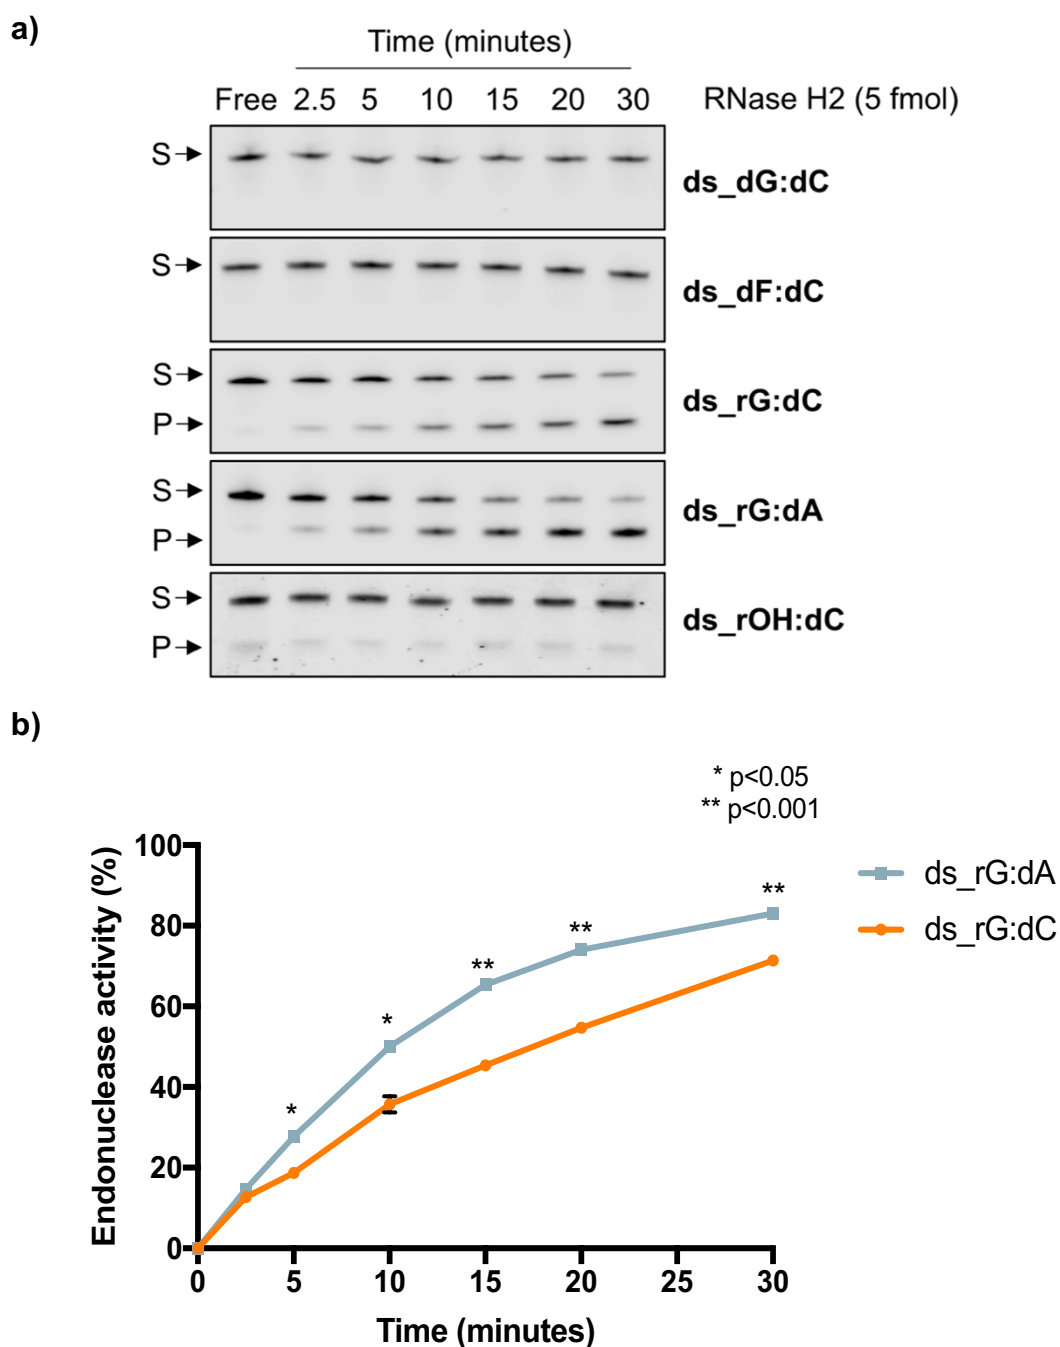 a)
Time (minutes)
Free 2.5 5 10 15 20 30 RNase H2 (5 fmol)
S
ds_dG:dC
S
ds_dF:dC
S
P
ds_rG:dC
S
P
ds_rG:dA
S
P
ds_rOH:dC
b)
* p<0.05
** p<0.001
Endonuclease activity (%)
100
80
60
40
20
0
*
*
**
**
**
ds_rG:dA
ds_rG:dC
0 5 10 15 20 25 30
Time (minutes)